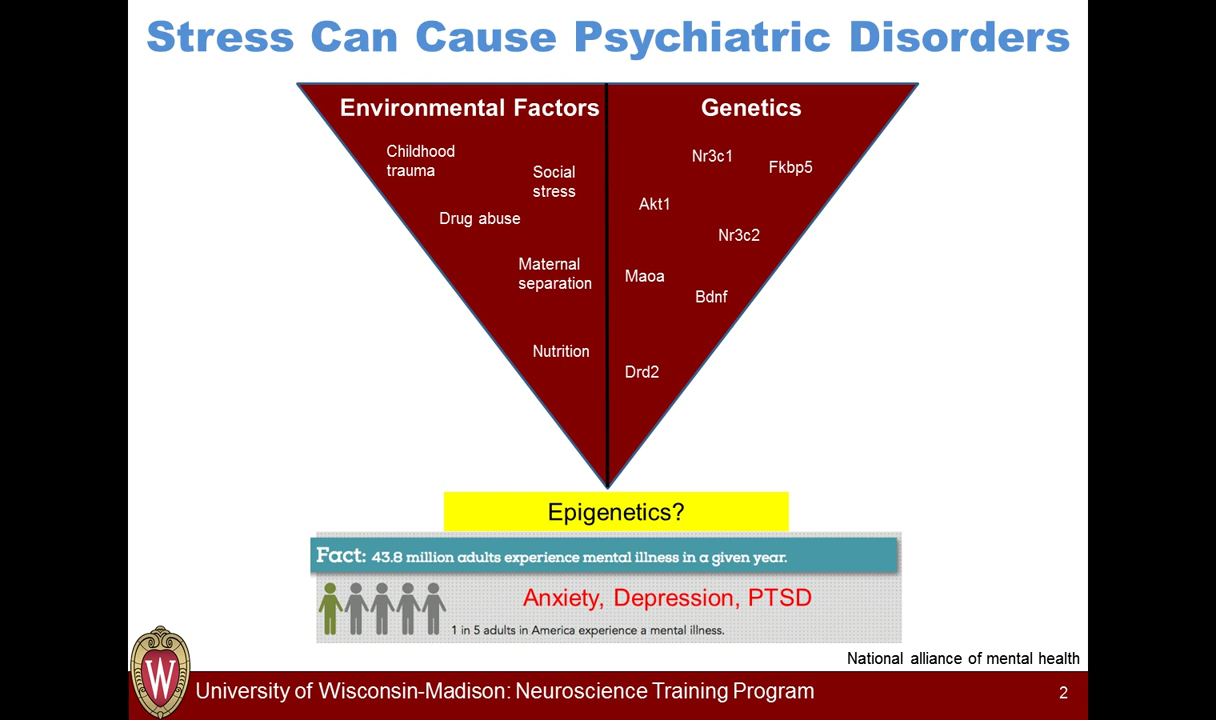 Stress Can Cause Psychiatric Disorders
Environmental Factors
Childhood
trauma
Social
stress
Drug abuse
Maternal
separation
Nutrition
Genetics
Nr3c1
Fkbp5
Akt1
Nr3c2
Maoa
Bdnf
Drd2
Epigenetics?
Fact: 43.8 million adults experience mental illness in a given year.
Anxiety, Depression, PTSD
1 in 5 adults in America experience a mental illness.
National alliance of mental health
W
University of Wisconsin-Madison: Neuroscience Training Program
2